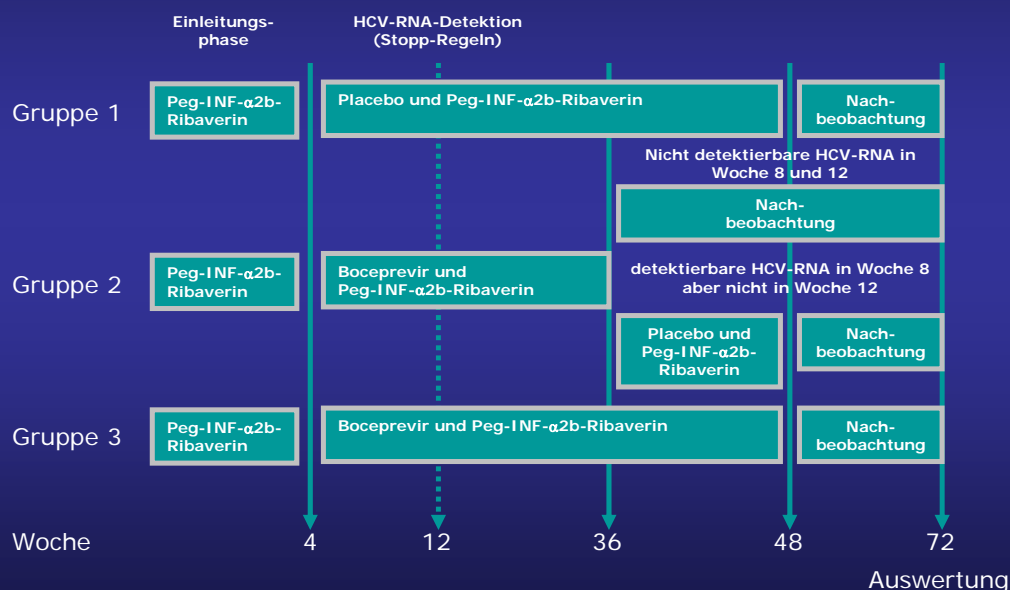 Einleitungs-
phase
HCV-RNA-Detektion
(Stopp-Regeln)
Gruppe 1
Peg-INF-α2b-
Ribaverin
Placebo und Peg-INF-α2b-Ribaverin
Nach-
beobachtung
Nicht detektierbare HCV-RNA in
Woche 8 und 12
Nach-
beobachtung
Gruppe 2
Peg-INF-α2b-
Ribaverin
Boceprevir und
Peg-INF-α2b-Ribaverin
detektierbare HCV-RNA in Woche 8
aber nicht in Woche 12
Placebo und
Peg-INF-α2b-
Ribaverin
Nach-
beobachtung
Gruppe 3
Peg-INF-α2b-
Ribaverin
Boceprevir und Peg-INF-α2b-Ribaverin
Nach-
beobachtung
Woche 4 12 36 48 72
Auswertung